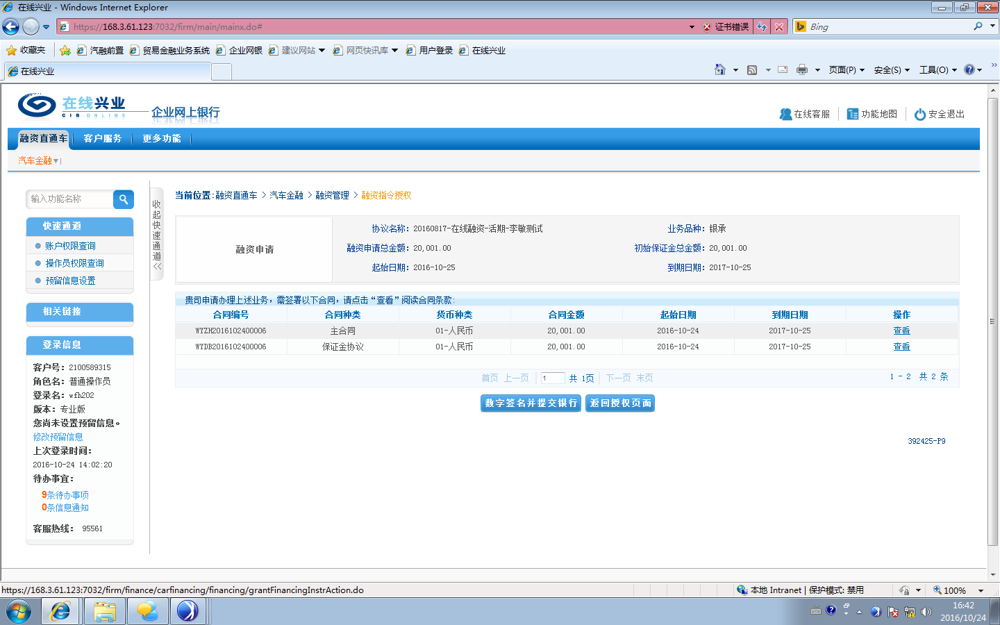 在线兴业 - Windows Internet Explorer
https://168.3.61.123:7032/firm/main/mainx.do#
证书错误
Bing
收藏夹
汽融前置
贸易金融业务系统
企业网银
建议网站
网页快讯库
用户登录
在线兴业
在线兴业
页面(P)
安全(S)
工具(O)
在线兴业
CIB ONLINE
企业网上银行
在线客服
功能地图
安全退出
融资直通车
客户服务
更多功能
汽车金融
输入功能名称
快速通道
账户权限查询
操作员权限查询
预留信息设置
相关链接
登录信息
客户号：2100589315
角色名：普通操作员
登录名：wfh202
版本：专业版
您尚未设置预留信息。
修改预留信息
上次登录时间：
2016-10-24 14:02:20
待办事宜：
9条待办事项
0条信息通知
客服热线： 95561
收起快速通道
<<
当前位置：融资直通车 > 汽车金融 > 融资管理 > 融资指令授权
融资申请
协议名称：20160817-在线融资-活期-李敏测试
业务品种：银承
融资申请总金额：20,001.00
初始保证金总金额：20,001.00
起始日期：2016-10-25
到期日期：2017-10-25
贵司申请办理上述业务，需签署以下合同，请点击“查看”阅读合同条款：
合同编号 合同种类 货币种类 合同金额 起始日期 到期日期 操作
WYZH2016102400006 主合同 01-人民币 20,001.00 2016-10-24 2017-10-25 查看
WYDB2016102400006 保证金协议 01-人民币 20,001.00 2016-10-24 2017-10-25 查看
首页 上一页 1 共 1页 下一页 末页
1 - 2 共 2 条
数字签名并提交银行
返回授权页面
392425-P9
https://168.3.61.123:7032/firm/finance/carfinancing/financing/grantFinancingInstrAction.do
本地 Intranet | 保护模式: 禁用
100%
16:42
2016/10/24